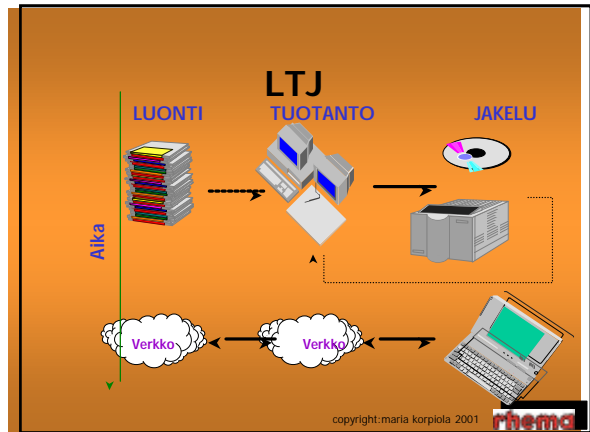 LTJ
LUONTI TUOTANTO JAKELU
Aika
Verkko Verkko
copyright:maria korpiola 2001 rhema